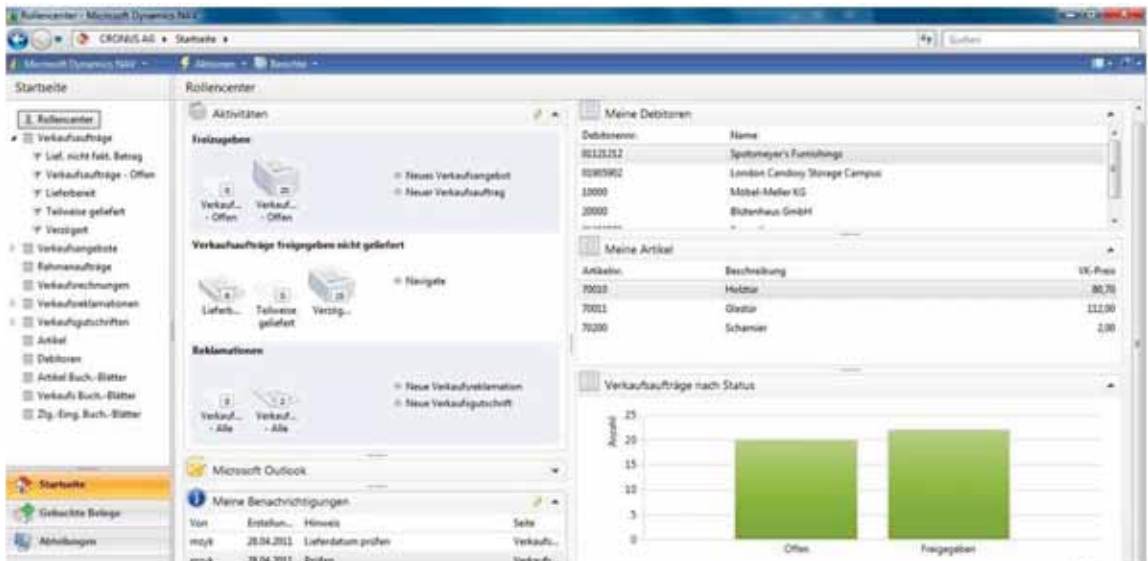 Rollencenter - Microsoft Dynamics NAV
CRONUS AG Startseite
Suchen
Microsoft Dynamics NAV Aktionen Berichte
Startseite
Rollencenter
Verkaufsaufträge
Lief. nicht fakt. Betrag
Verkaufsaufträge - Offen
Lieferbereit
Teilweise geliefert
Verzögert
Verkaufsangebote
Rahmenaufträge
Verkaufsrechnungen
Verkaufsreklamationen
Verkaufsgutschriften
Artikel
Debitoren
Artikel Buch.-Blätter
Verkaufs Buch.-Blätter
Zlg.-Eing. Buch.-Blätter
Startseite
Gebuchte Belege
Abteilungen
Rollencenter
Aktivitäten
Freizugeben
Verkauf... - Offen
Verkauf... - Offen
Neues Verkaufsangebot
Neuer Verkaufsauftrag
Verkaufsaufträge freigegeben nicht geliefert
Lieferb...
Teilweise geliefert
Verzög...
Navigate
Reklamationen
Verkauf... - Alle
Verkauf... - Alle
Neue Verkaufsreklamation
Neue Verkaufsgutschrift
Microsoft Outlook
Meine Benachrichtigungen
Von Erstellun... Hinweis Seite
28.04.2011 Lieferdatum prüfen Verkaufs...
28.04.2011 Prüfen Verkaufs...
Meine Debitoren
Debitorennr. Name
01121212 Spotsmeyer's Furnishings
01905902 London Candoxy Storage Campus
10000 Möbel-Meller KG
20000 Blütenhaus GmbH
Meine Artikel
Artikelnr. Beschreibung VK-Preis
70010 Holztür 80,70
70011 Glastür 112,00
70200 Scharnier 2,00
Verkaufsaufträge nach Status
Anzahl
25
20
15
10
5
0
Offen Freigegeben